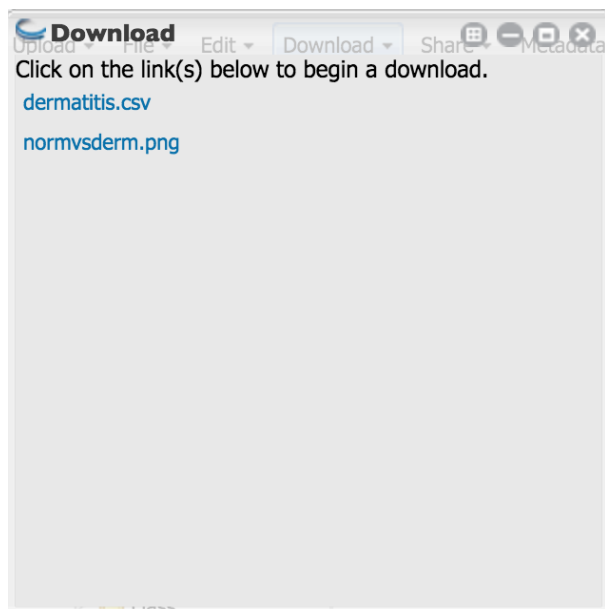 Download
Upload File Edit Download Share Metadata
Click on the link(s) below to begin a download.
dermatitis.csv
normvsderm.png